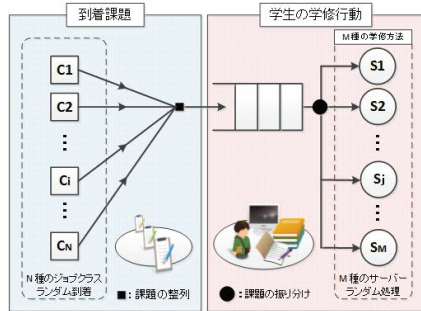 到着課題
学生の学修行動
M種の学修方法
C1
C2
Ci
CN
S1
S2
Sj
SM
N種のジョブクラス
ランダム到着
■：課題の整列
●：課題の振り分け
M種のサーバー
ランダム処理